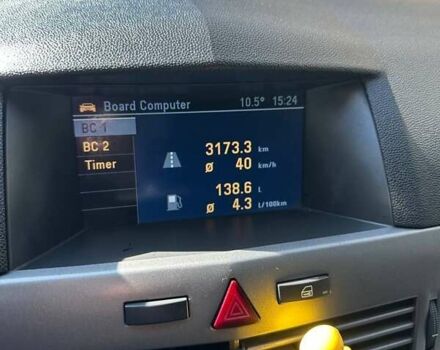 Board Computer 10.5° 15:24
BC 1
BC 2
Timer
3173.3 km
ø 40 km/h
138.6 L
ø 4.3 L/100km